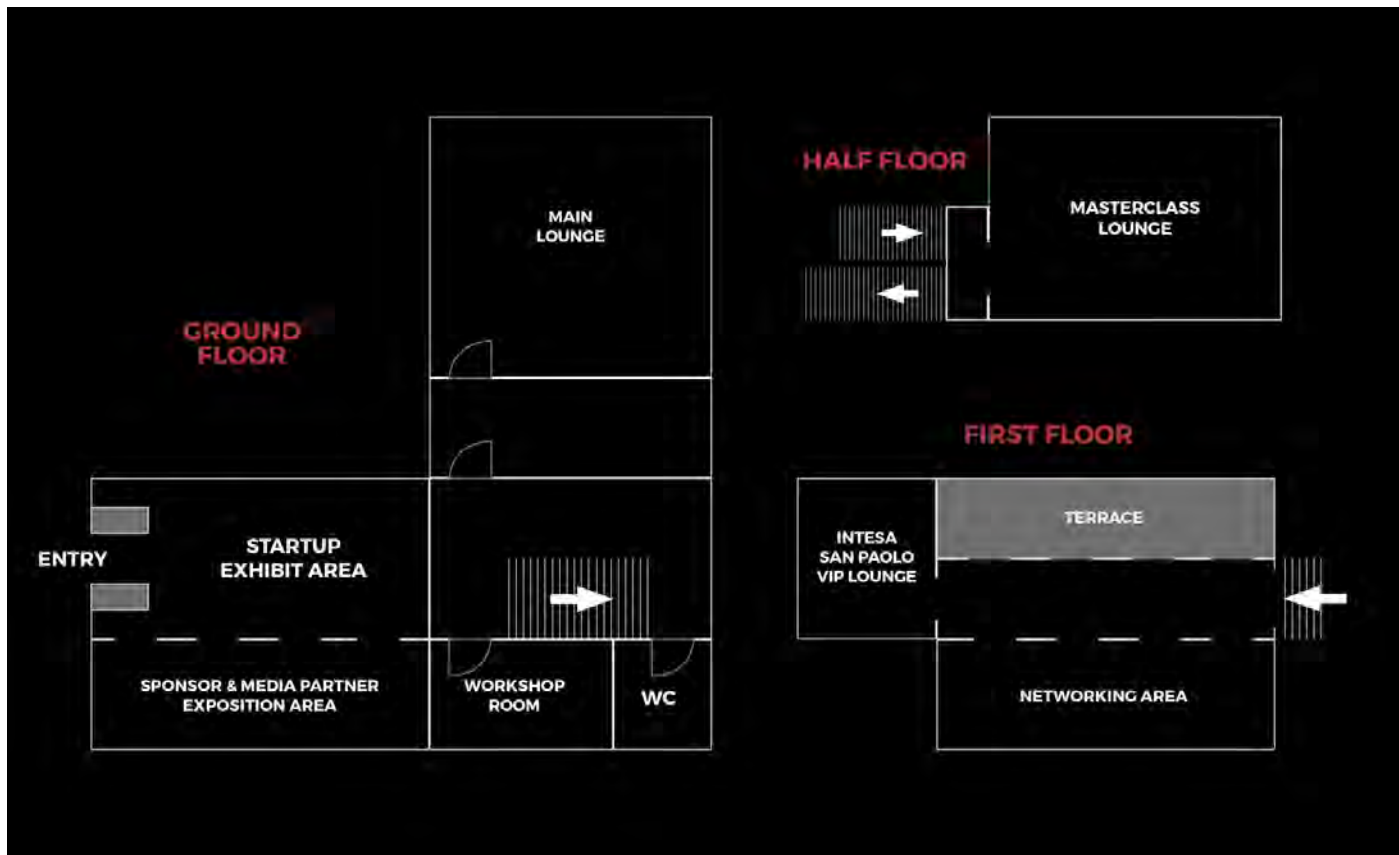 GROUND
FLOOR
MAIN
LOUNGE
ENTRY
STARTUP
EXHIBIT AREA
SPONSOR & MEDIA PARTNER
EXPOSITION AREA
WORKSHOP
ROOM
WC
HALF FLOOR
MASTERCLASS
LOUNGE
FIRST FLOOR
INTESA
SAN PAOLO
VIP LOUNGE
TERRACE
NETWORKING AREA